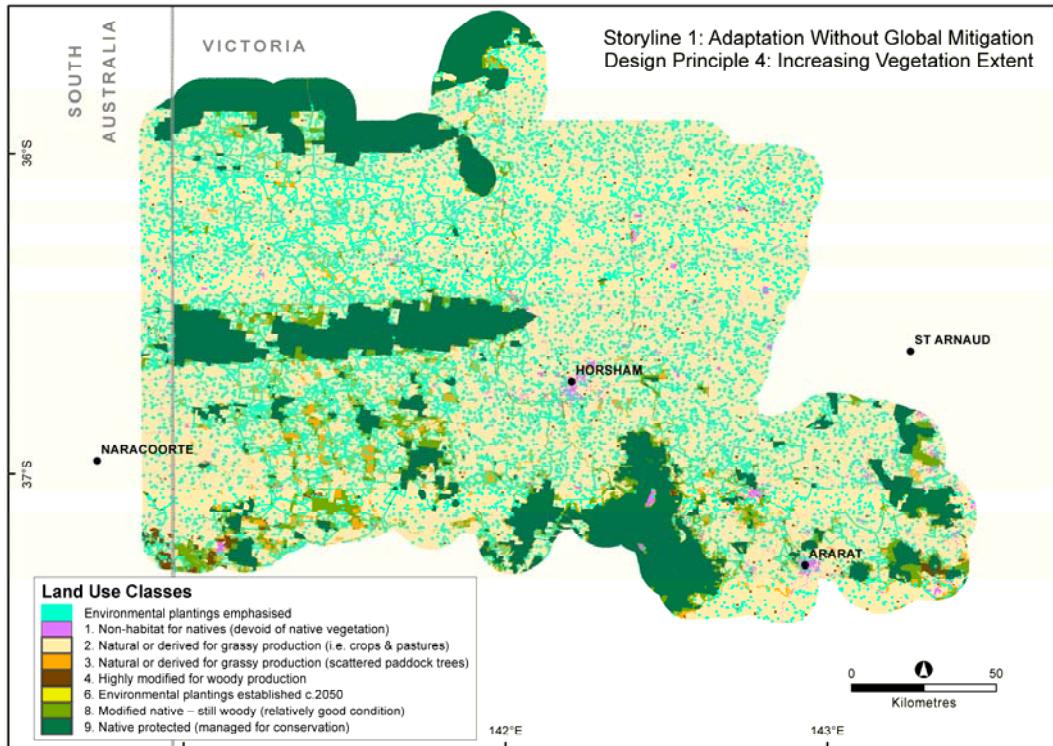 Storyline 1: Adaptation Without Global Mitigation
Design Principle 4: Increasing Vegetation Extent
SOUTH
AUSTRALIA
VICTORIA
36°S
ST ARNAUD
HORSHAM
NARACOORTE
37°S
ARARAT
Land Use Classes
Environmental plantings emphasised
1. Non-habitat for natives (devoid of native vegetation)
2. Natural or derived for grassy production (i.e. crops & pastures)
3. Natural or derived for grassy production (scattered paddock trees)
4. Highly modified for woody production
6. Environmental plantings established c.2050
8. Modified native – still woody (relatively good condition)
9. Native protected (managed for conservation)
0 50
Kilometres
142°E
143°E